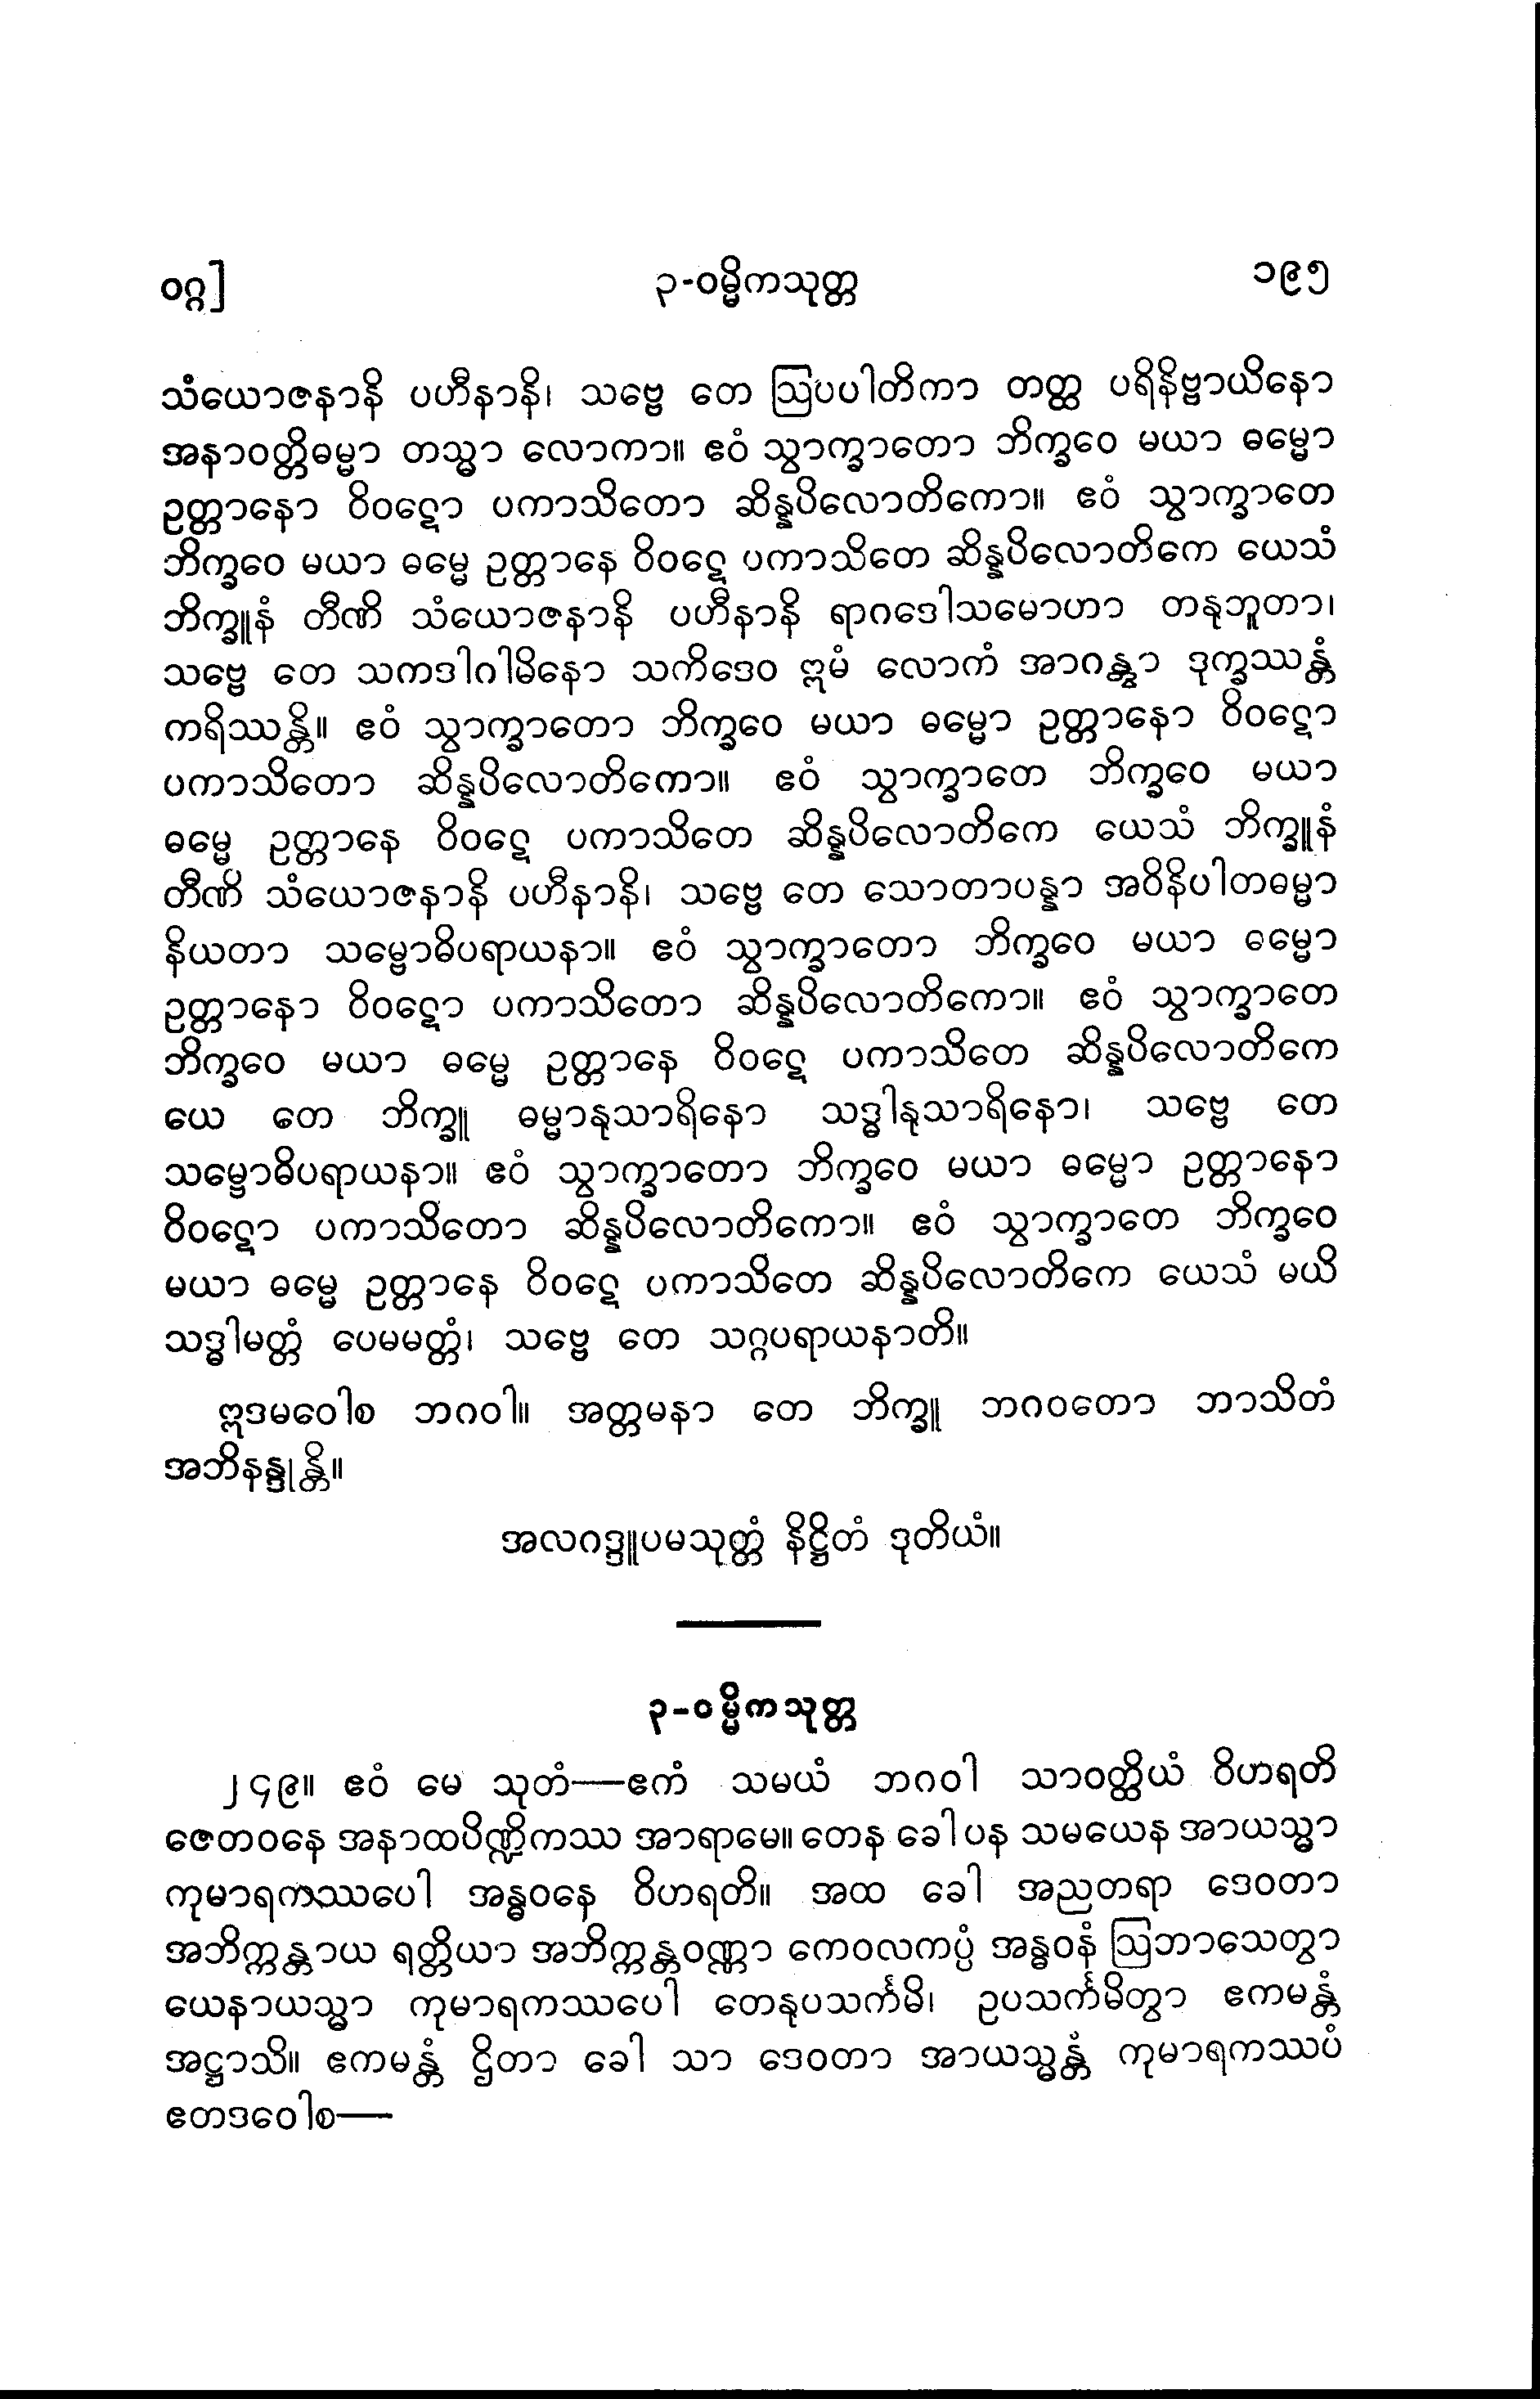 ဝဂ္ဂ]
၃-ဝမ္မိကသုတ္တ
၁၉၅
သံယောဇနာနိ ပဟီနာနိ၊ သဗ္ဗေ တေ ဩပပါတိကာ တတ္ထ ပရိနိဗ္ဗာယိနော
အနာဝတ္တိဓမ္မာ တသ္မာ လောကာ။ ဧဝံ သွာက္ခာတော ဘိက္ခဝေ မယာ ဓမ္မော
ဥတ္တာနော ဝိဝဋော ပကာသိတော ဆိန္နပိလောတိကော။ ဧဝံ သွာက္ခာတေ
ဘိက္ခဝေ မယာ ဓမ္မေ ဥတ္တာနေ ဝိဝဋေ ပကာသိတေ ဆိန္နပိလောတိကေ ယေသံ
ဘိက္ခူနံ တီဏိ သံယောဇနာနိ ပဟီနာနိ ရာဂဒေါသမောဟာ တနုဘူတာ၊
သဗ္ဗေ တေ သကဒါဂါမိနော သကိဒေဝ ဣမံ လောကံ အာဂန္တွာ ဒုက္ခဿန္တံ
ကရိဿန္တိ။ ဧဝံ သွာက္ခာတော ဘိက္ခဝေ မယာ ဓမ္မော ဥတ္တာနော ဝိဝဋော
ပကာသိတော ဆိန္နပိလောတိကော။ ဧဝံ သွာက္ခာတေ ဘိက္ခဝေ မယာ
ဓမ္မေ ဥတ္တာနေ ဝိဝဋေ ပကာသိတေ ဆိန္နပိလောတိကေ ယေသံ ဘိက္ခူနံ
တီဏိ သံယောဇနာနိ ပဟီနာနိ၊ သဗ္ဗေ တေ သောတာပန္နာ အဝိနိပါတဓမ္မာ
နိယတာ သမ္ဗောဓိပရာယနာ။ ဧဝံ သွာက္ခာတော ဘိက္ခဝေ မယာ ဓမ္မော
ဥတ္တာနော ဝိဝဋော ပကာသိတော ဆိန္နပိလောတိကော။ ဧဝံ သွာက္ခာတေ
ဘိက္ခဝေ မယာ ဓမ္မေ ဥတ္တာနေ ဝိဝဋေ ပကာသိတေ ဆိန္နပိလောတိကေ
ယေ တေ ဘိက္ခူ ဓမ္မာနုသာရိနော သဒ္ဓါနုသာရိနော၊ သဗ္ဗေ တေ
သမ္ဗောဓိပရာယနာ။ ဧဝံ သွာက္ခာတော ဘိက္ခဝေ မယာ ဓမ္မော ဥတ္တာနော
ဝိဝဋော ပကာသိတော ဆိန္နပိလောတိကော။ ဧဝံ သွာက္ခာတေ ဘိက္ခဝေ
မယာ ဓမ္မေ ဥတ္တာနေ ဝိဝဋေ ပကာသိတေ ဆိန္နပိလောတိကေ ယေသံ မယိ
သဒ္ဓါမတ္တံ ပေမမတ္တံ၊ သဗ္ဗေ တေ သဂ္ဂပရာယနာတိ။
ဣဒမဝေါစ ဘဂဝါ။ အတ္တမနာ တေ ဘိက္ခူ ဘဂဝတော ဘာသိတံ
အဘိနန္ဒုန္တိ။
အလဂဒ္ဒူပမသုတ္တံ နိဋ္ဌိတံ ဒုတိယံ။
၃-ဝမ္မိကသုတ္တ
၂၄၉။ ဧဝံ မေ သုတံ—ဧကံ သမယံ ဘဂဝါ သာဝတ္ထိယံ ဝိဟရတိ
ဇေတဝနေ အနာထပိဏ္ဍိကဿ အာရာမေ။ တေန ခေါ ပန သမယေန အာယသ္မာ
ကုမာရကဿပေါ အန္ဓဝနေ ဝိဟရတိ။ အထ ခေါ အညတရာ ဒေဝတာ
အဘိက္ကန္တာယ ရတ္တိယာ အဘိက္ကန္တဝဏ္ဏာ ကေဝလကပ္ပံ အန္ဓဝနံ ဩဘာသေတွာ
ယေနာယသ္မာ ကုမာရကဿပေါ တေနုပသင်္ကမိ၊ ဥပသင်္ကမိတွာ ဧကမန္တံ
အဋ္ဌာသိ။ ဧကမန္တံ ဌိတာ ခေါ သာ ဒေဝတာ အာယသ္မန္တံ ကုမာရကဿပံ
ဧတဒဝေါစ—